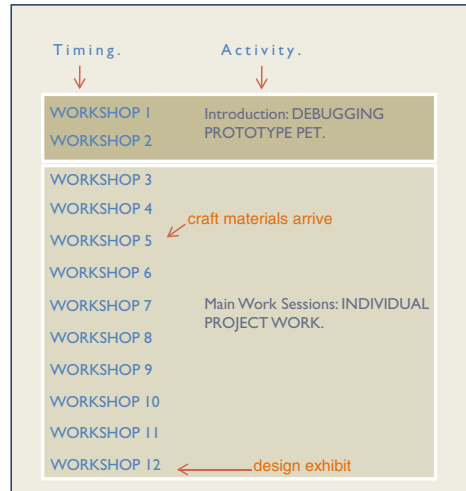 Timing. Activity.
WORKSHOP 1
WORKSHOP 2
Introduction: DEBUGGING
PROTOTYPE PET.
WORKSHOP 3
WORKSHOP 4
craft materials arrive
WORKSHOP 5
WORKSHOP 6
WORKSHOP 7
Main Work Sessions: INDIVIDUAL
PROJECT WORK.
WORKSHOP 8
WORKSHOP 9
WORKSHOP 10
WORKSHOP 11
WORKSHOP 12
design exhibit